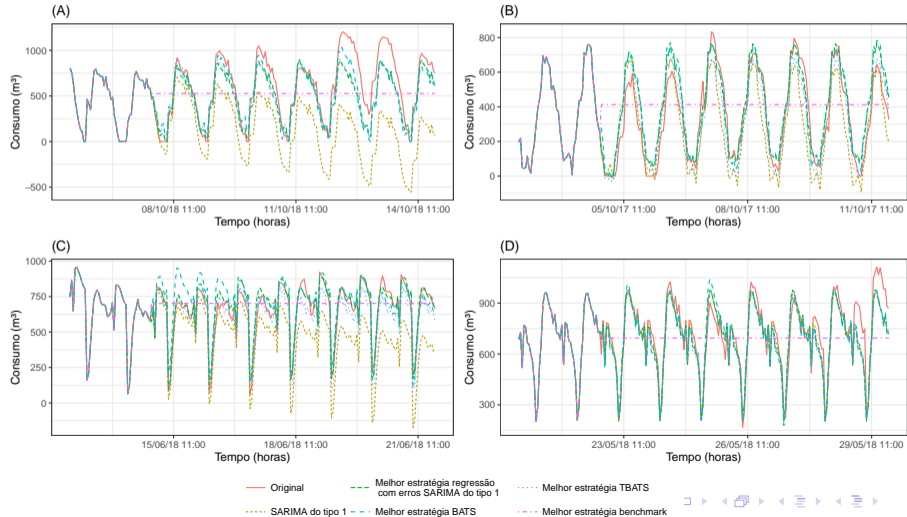 (A)
Consumo (m³)
1000
500
0
−500
08/10/18 11:00
11/10/18 11:00
14/10/18 11:00
Tempo (horas)
(B)
Consumo (m³)
800
600
400
200
0
05/10/17 11:00
08/10/17 11:00
11/10/17 11:00
Tempo (horas)
(C)
Consumo (m³)
1000
750
500
250
0
15/06/18 11:00
18/06/18 11:00
21/06/18 11:00
Tempo (horas)
(D)
Consumo (m³)
900
600
300
23/05/18 11:00
26/05/18 11:00
29/05/18 11:00
Tempo (horas)
Original
SARIMA do tipo 1
Melhor estratégia regressão
com erros SARIMA do tipo 1
Melhor estratégia BATS
Melhor estratégia TBATS
Melhor estratégia benchmark